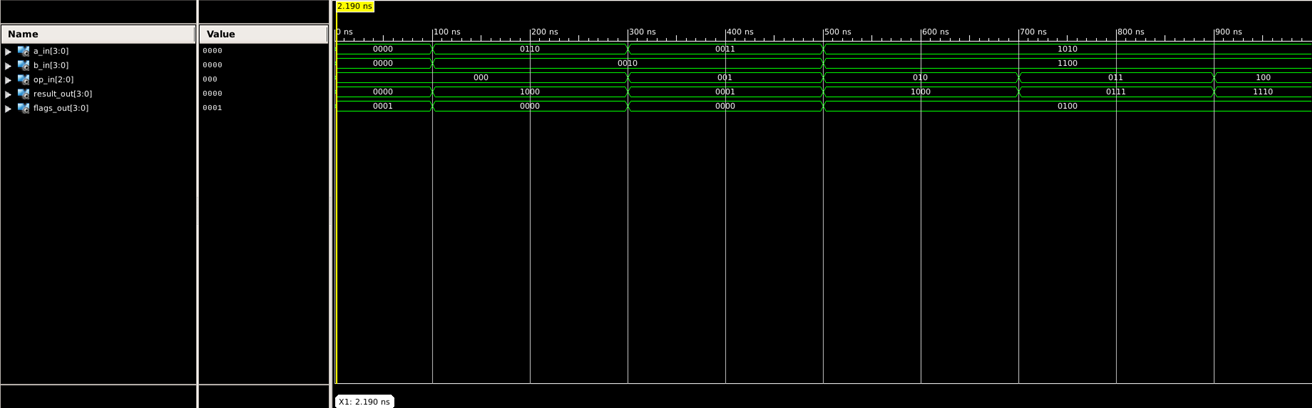 2.190 ns
Name Value 0 ns 100 ns 200 ns 300 ns 400 ns 500 ns 600 ns 700 ns 800 ns 900 ns
a_in[3:0] 0000 0000 0110 0011 1010
b_in[3:0] 0000 0000 0010 1100
op_in[2:0] 000 000 001 010 011 100
result_out[3:0] 0000 0000 1000 0001 1000 0111 1110
flags_out[3:0] 0001 0001 0000 0000 0100
X1: 2.190 ns